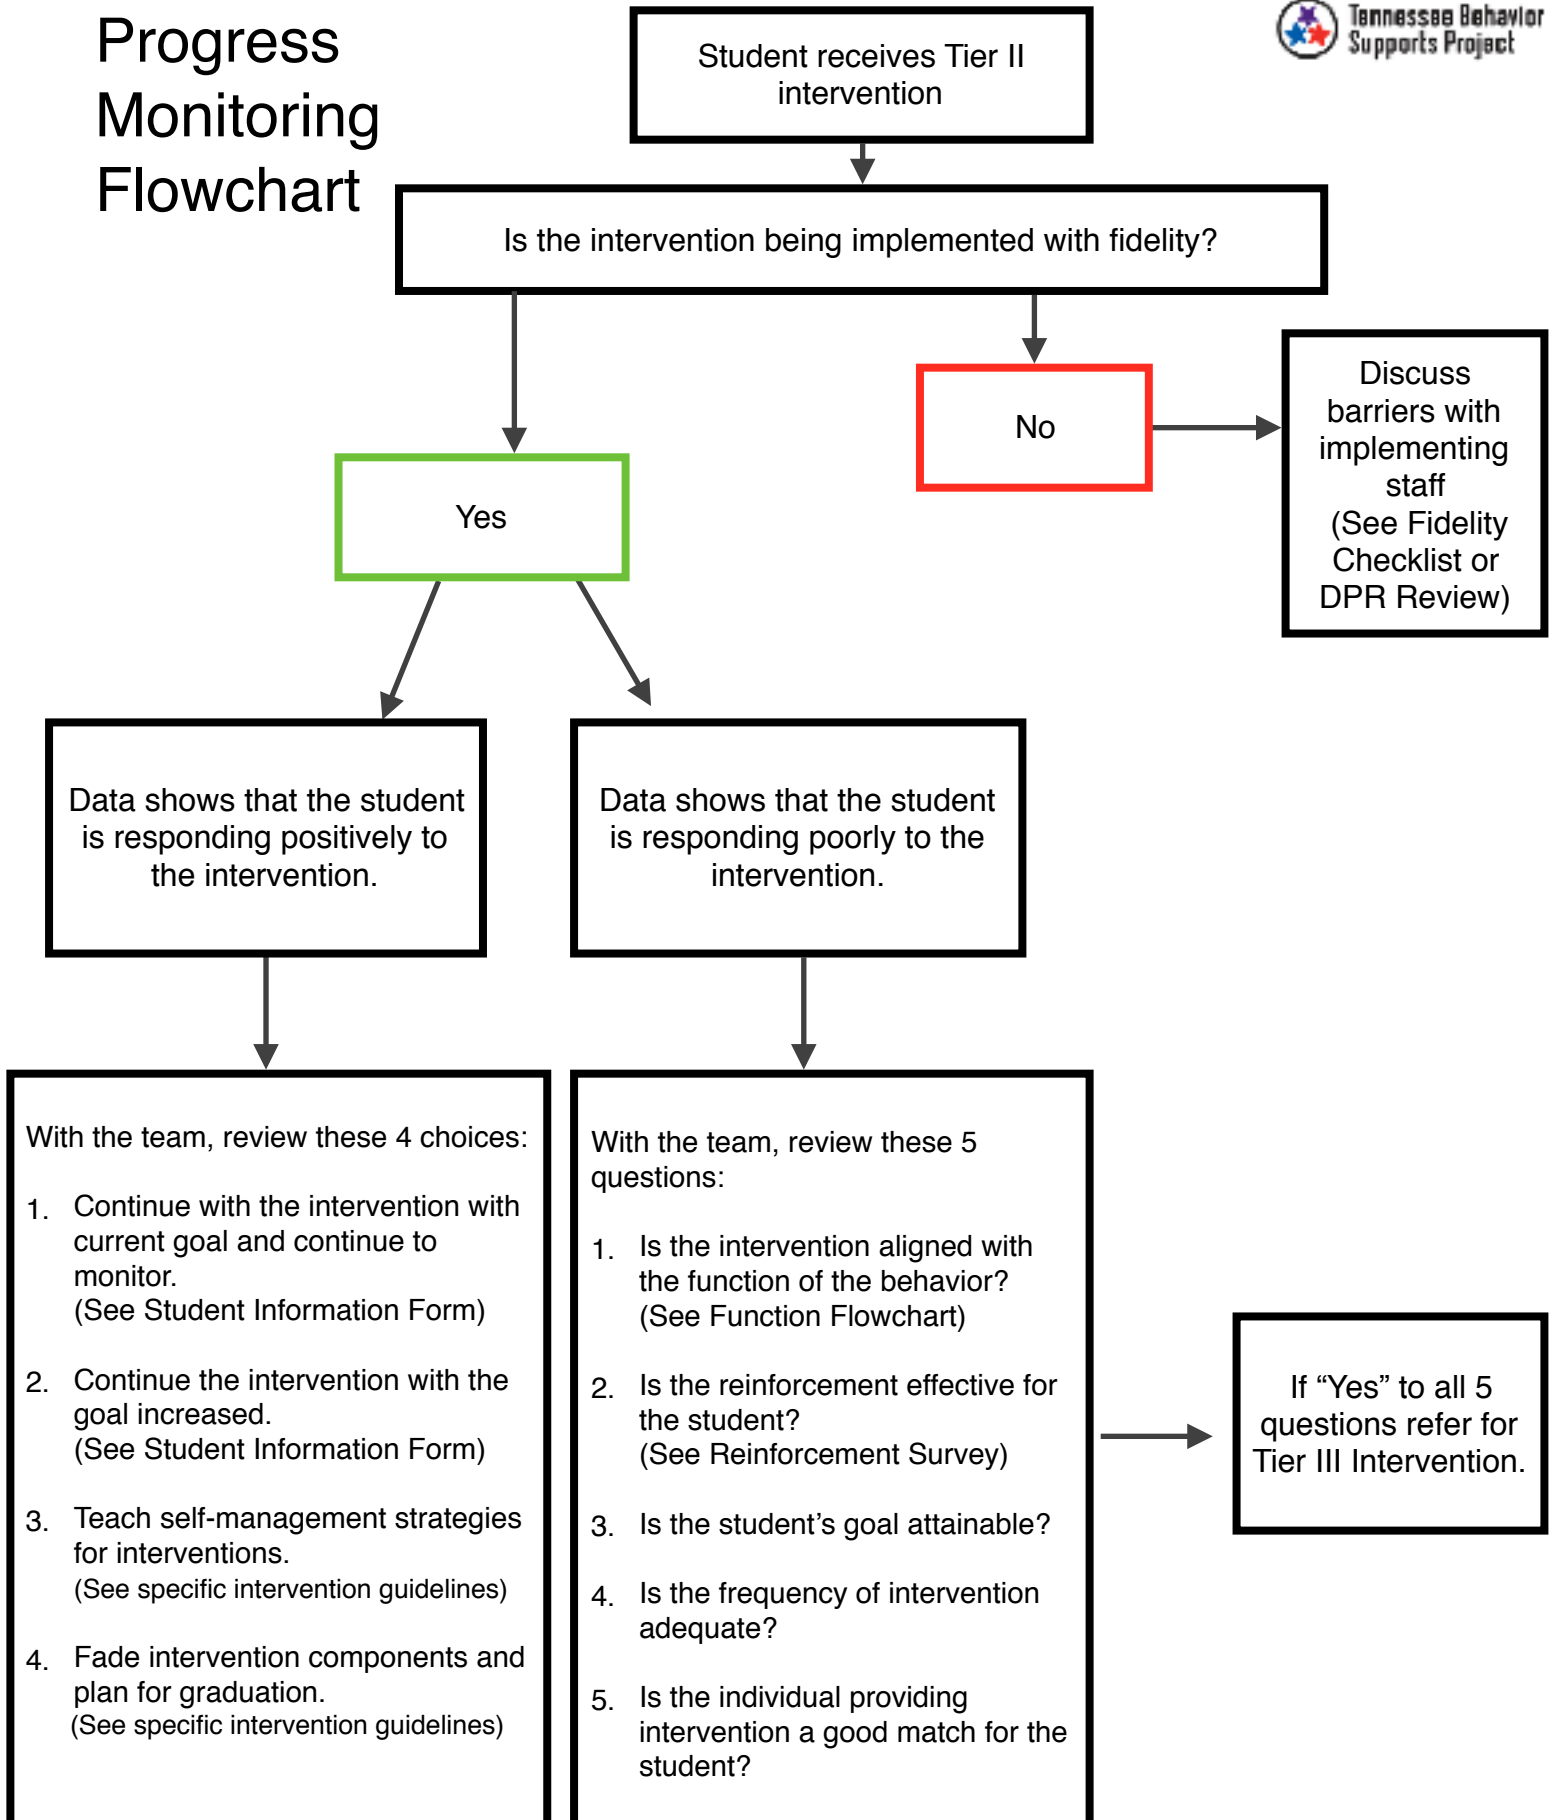 Progress
Monitoring
Flowchart
Tennessee Behavior
Supports Project
Student receives Tier II
intervention
Is the intervention being implemented with fidelity?
No
Discuss
barriers with
implementing
staff
(See Fidelity
Checklist or
DPR Review)
Yes
Data shows that the student
is responding positively to
the intervention.
Data shows that the student
is responding poorly to the
intervention.
With the team, review these 4 choices:
1. Continue with the intervention with
current goal and continue to
monitor.
(See Student Information Form)
2. Continue the intervention with the
goal increased.
(See Student Information Form)
3. Teach self-management strategies
for interventions.
(See specific intervention guidelines)
4. Fade intervention components and
plan for graduation.
(See specific intervention guidelines)
With the team, review these 5
questions:
1. Is the intervention aligned with
the function of the behavior?
(See Function Flowchart)
2. Is the reinforcement effective for
the student?
(See Reinforcement Survey)
3. Is the student’s goal attainable?
4. Is the frequency of intervention
adequate?
5. Is the individual providing
intervention a good match for the
student?
If “Yes” to all 5
questions refer for
Tier III Intervention.